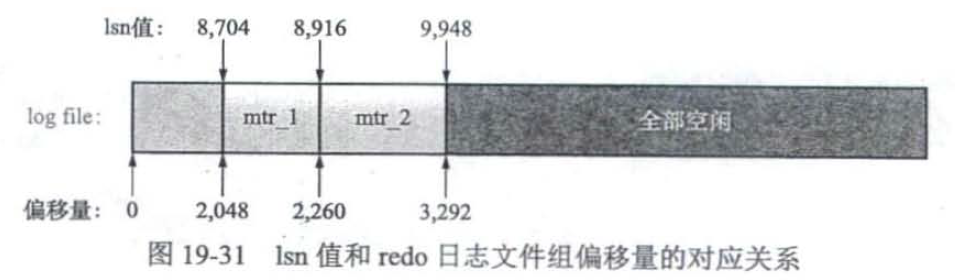 lsn值: 8,704 8,916 9,948
log file: mtr_1 mtr_2 全部空闲
偏移量: 0 2,048 2,260 3,292
图 19-31 lsn 值和 redo 日志文件组偏移量的对应关系